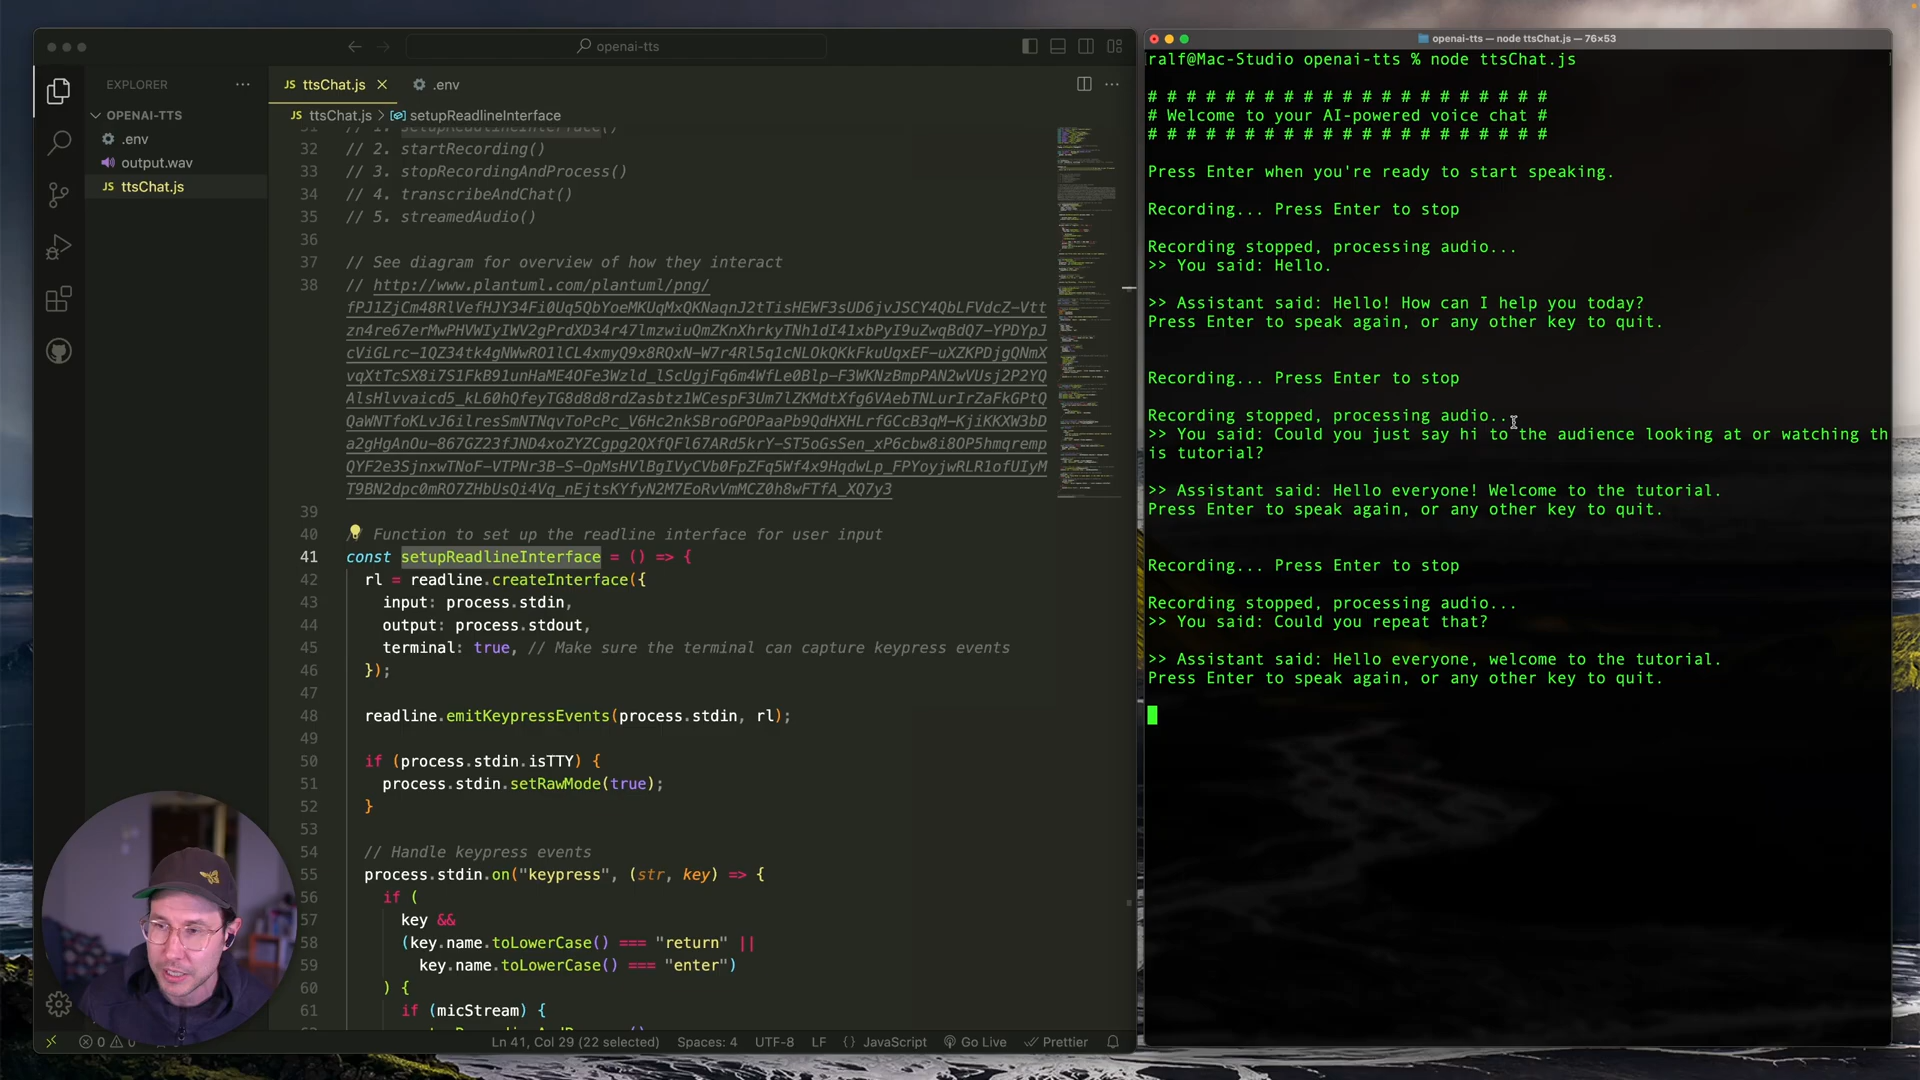 openai-tts
EXPLORER
OPENAI-TTS
.env
output.wav
JS ttsChat.js
JS ttsChat.js
.env
JS ttsChat.js > setupReadlineInterface
31 // 1. setupReadlineInterface()
32 // 2. startRecording()
33 // 3. stopRecordingAndProcess()
34 // 4. transcribeAndChat()
35 // 5. streamedAudio()
36
37 // See diagram for overview of how they interact
38 // http://www.plantuml.com/plantuml/png/
39
40 // Function to set up the readline interface for user input
41 const setupReadlineInterface = () => {
42 rl = readline.createInterface({
43 input: process.stdin,
44 output: process.stdout,
45 terminal: true, // Make sure the terminal can capture keypress events
46 });
47
48 readline.emitKeypressEvents(process.stdin, rl);
49
50 if (process.stdin.isTTY) {
51 process.stdin.setRawMode(true);
52 }
53
54 // Handle keypress events
55 process.stdin.on("keypress", (str, key) => {
56 if (
57 key &&
58 (key.name.toLowerCase() === "return" ||
59 key.name.toLowerCase() === "enter")
60 ) {
61 if (micStream) {
0 0
Ln 41, Col 29 (22 selected)
Spaces: 4
UTF-8
LF
{} JavaScript
Go Live
Prettier
openai-tts — node ttsChat.js — 76×53
ralf@Mac-Studio openai-tts % node ttsChat.js
# # # # # # # # # # # # # # # # # # # # #
# Welcome to your AI-powered voice chat #
# # # # # # # # # # # # # # # # # # # # #
Press Enter when you're ready to start speaking.
Recording... Press Enter to stop
Recording stopped, processing audio...
>> You said: Hello.
>> Assistant said: Hello! How can I help you today?
Press Enter to speak again, or any other key to quit.
Recording... Press Enter to stop
Recording stopped, processing audio...
>> You said: Could you just say hi to the audience looking at or watching th
is tutorial?
>> Assistant said: Hello everyone! Welcome to the tutorial.
Press Enter to speak again, or any other key to quit.
Recording... Press Enter to stop
Recording stopped, processing audio...
>> You said: Could you repeat that?
>> Assistant said: Hello everyone, welcome to the tutorial.
Press Enter to speak again, or any other key to quit.